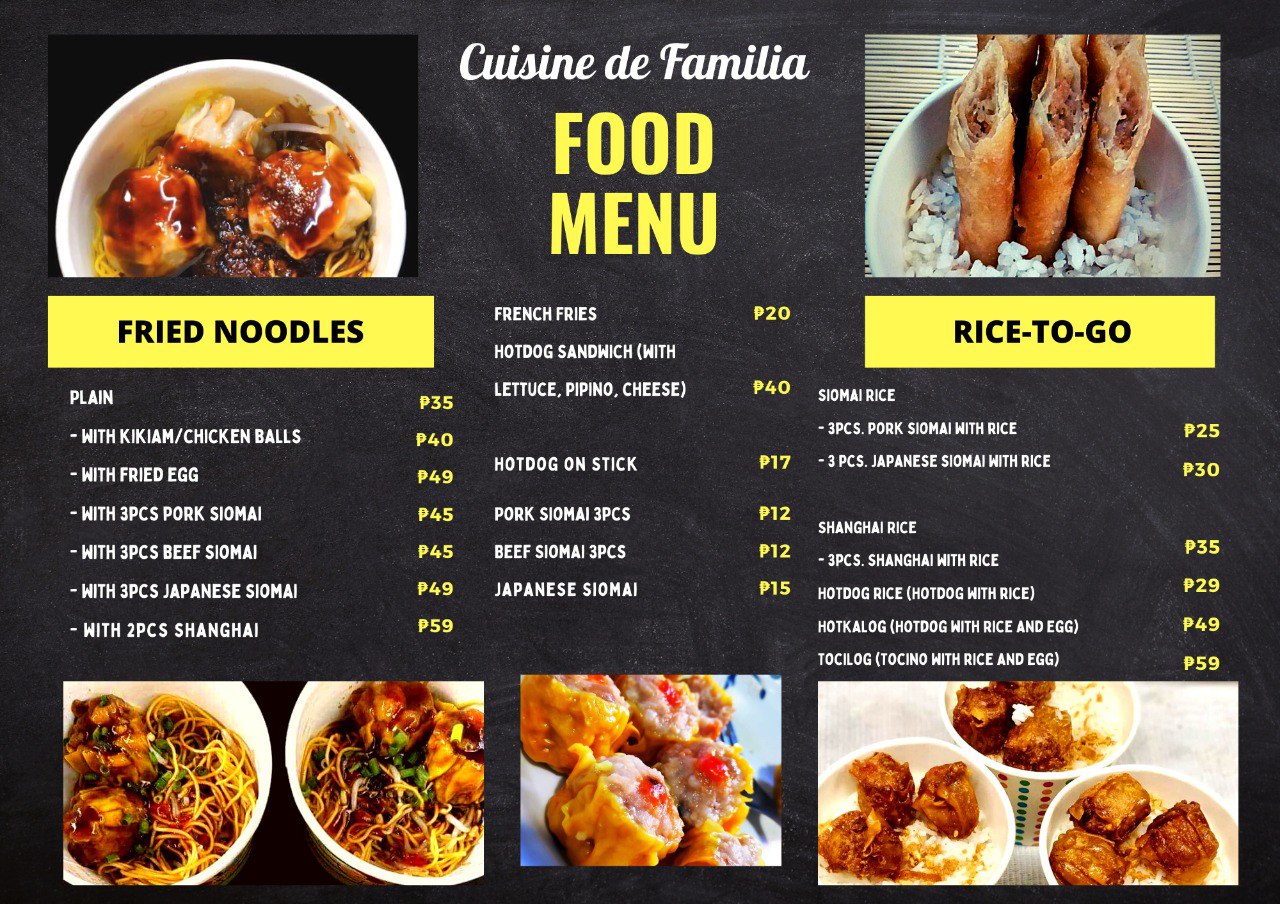 Cuisine de Familia
FOOD
MENU
FRIED NOODLES
PLAIN ₱35
- WITH KIKIAM/CHICKEN BALLS ₱40
- WITH FRIED EGG ₱49
- WITH 3PCS PORK SIOMAI ₱45
- WITH 3PCS BEEF SIOMAI ₱45
- WITH 3PCS JAPANESE SIOMAI ₱49
- WITH 2PCS SHANGHAI ₱59
FRENCH FRIES ₱20
HOTDOG SANDWICH (WITH
LETTUCE, PIPINO, CHEESE) ₱40
HOTDOG ON STICK ₱17
PORK SIOMAI 3PCS ₱12
BEEF SIOMAI 3PCS ₱12
JAPANESE SIOMAI ₱15
RICE-TO-GO
SIOMAI RICE
- 3PCS. PORK SIOMAI WITH RICE ₱25
- 3 PCS. JAPANESE SIOMAI WITH RICE ₱30
SHANGHAI RICE
- 3PCS. SHANGHAI WITH RICE ₱35
HOTDOG RICE (HOTDOG WITH RICE) ₱29
HOTKALOG (HOTDOG WITH RICE AND EGG) ₱49
TOCILOG (TOCINO WITH RICE AND EGG) ₱59